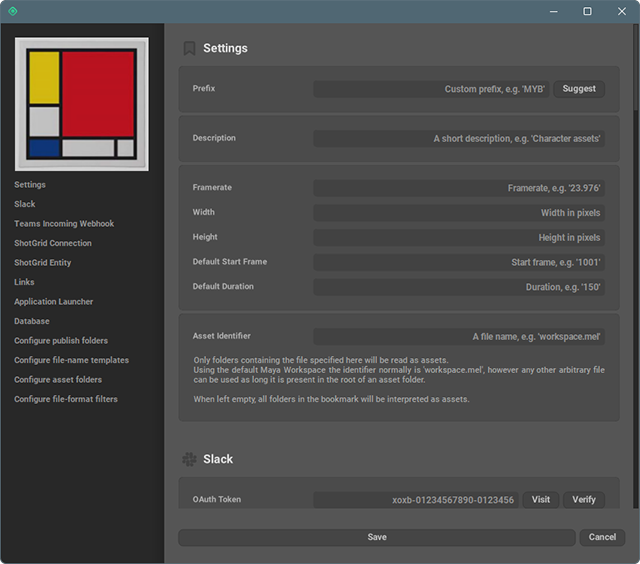 Settings
Slack
Teams Incoming Webhook
ShotGrid Connection
ShotGrid Entity
Links
Application Launcher
Database
Configure publish folders
Configure file-name templates
Configure asset folders
Configure file-format filters
Settings
Prefix
Custom prefix, e.g. 'MYB'
Suggest
Description
A short description, e.g. 'Character assets'
Framerate
Framerate, e.g. '23.976'
Width
Width in pixels
Height
Height in pixels
Default Start Frame
Start frame, e.g. '1001'
Default Duration
Duration, e.g. '150'
Asset Identifier
A file name, e.g. 'workspace.mel'
Only folders containing the file specified here will be read as assets.
Using the default Maya Workspace the identifier normally is 'workspace.mel', however any other arbitrary file
can be used as long it is present in the root of an asset folder.
When left empty, all folders in the bookmark will be interpreted as assets.
Slack
OAuth Token
xoxb-01234567890-0123456
Visit
Verify
Save
Cancel